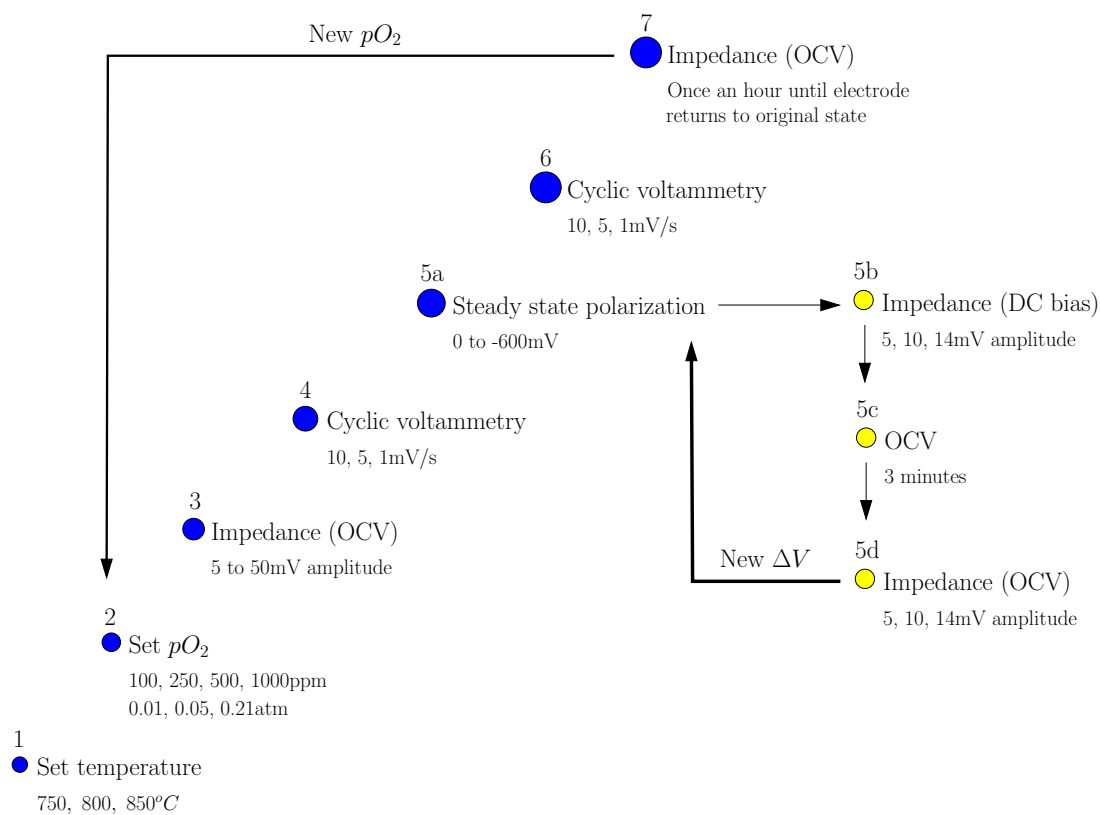 7
New pO2
Impedance (OCV)
Once an hour until electrode
returns to original state
6
Cyclic voltammetry
10, 5, 1mV/s
5a
Steady state polarization
0 to -600mV
5b
Impedance (DC bias)
5, 10, 14mV amplitude
5c
OCV
3 minutes
5d
Impedance (OCV)
5, 10, 14mV amplitude
New ΔV
4
Cyclic voltammetry
10, 5, 1mV/s
3
Impedance (OCV)
5 to 50mV amplitude
2
Set pO2
100, 250, 500, 1000ppm
0.01, 0.05, 0.21atm
1
Set temperature
750, 800, 850°C